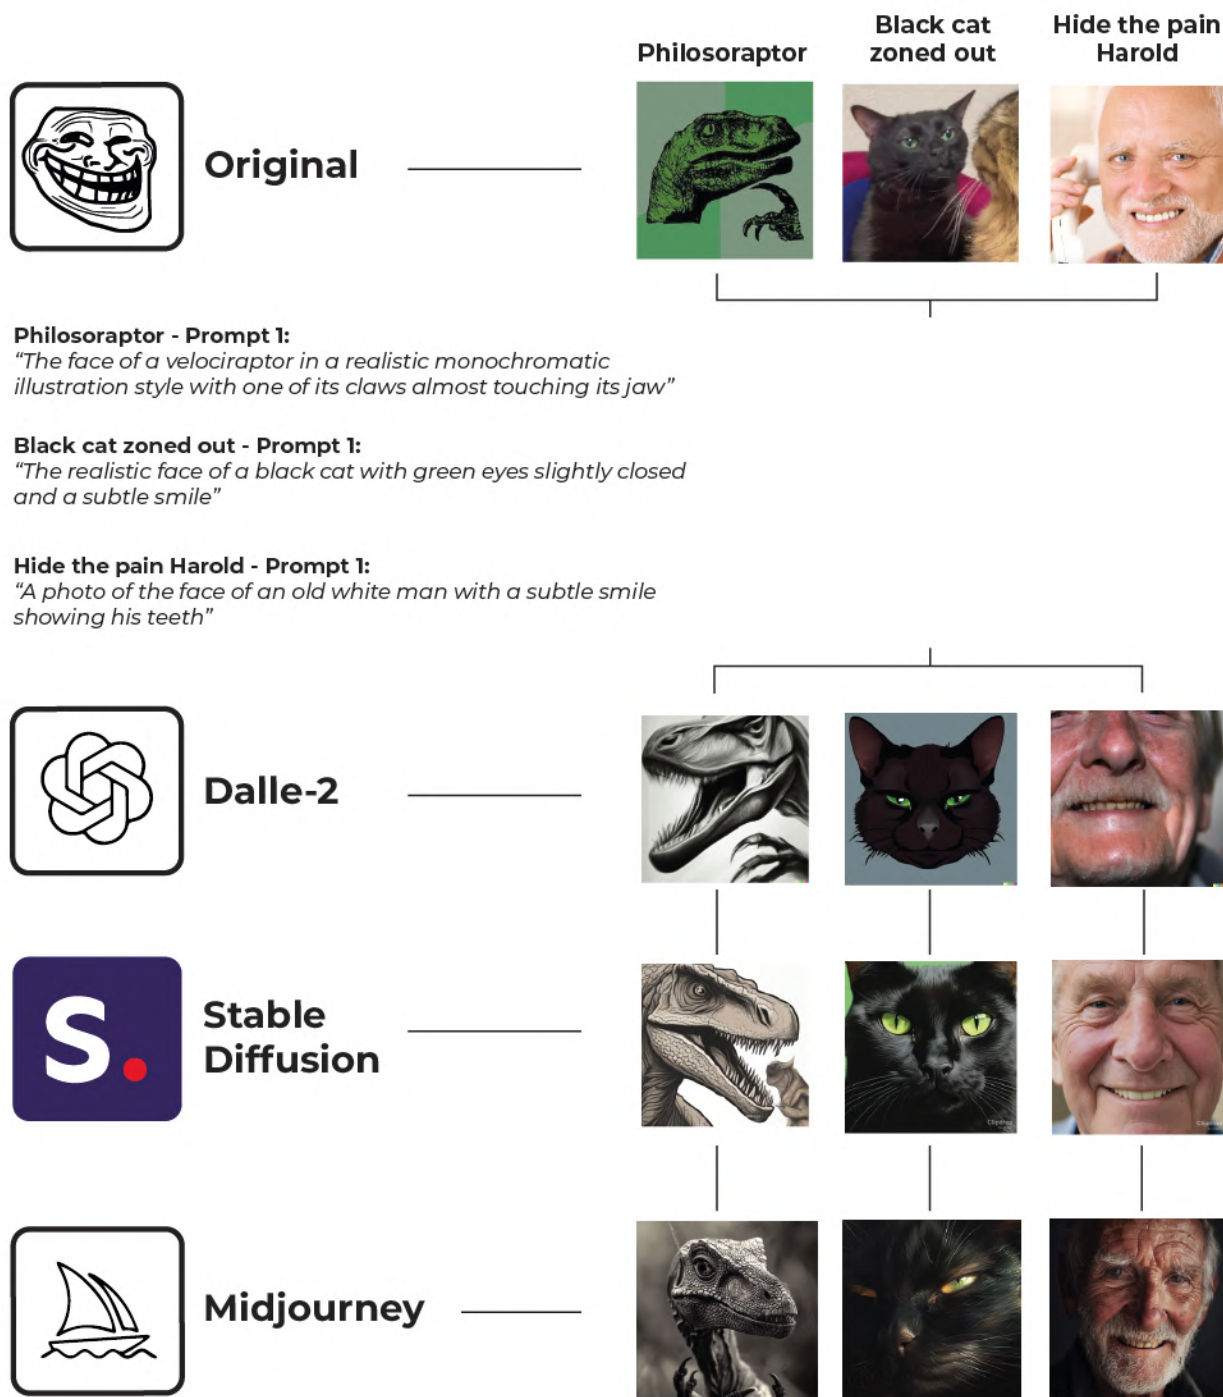 Philosoraptor
Black cat
zoned out
Hide the pain
Harold
Original
Philosoraptor - Prompt 1:
“The face of a velociraptor in a realistic monochromatic
illustration style with one of its claws almost touching its jaw”
Black cat zoned out - Prompt 1:
“The realistic face of a black cat with green eyes slightly closed
and a subtle smile”
Hide the pain Harold - Prompt 1:
“A photo of the face of an old white man with a subtle smile
showing his teeth”
Dalle-2
S.
Stable
Diffusion
Midjourney